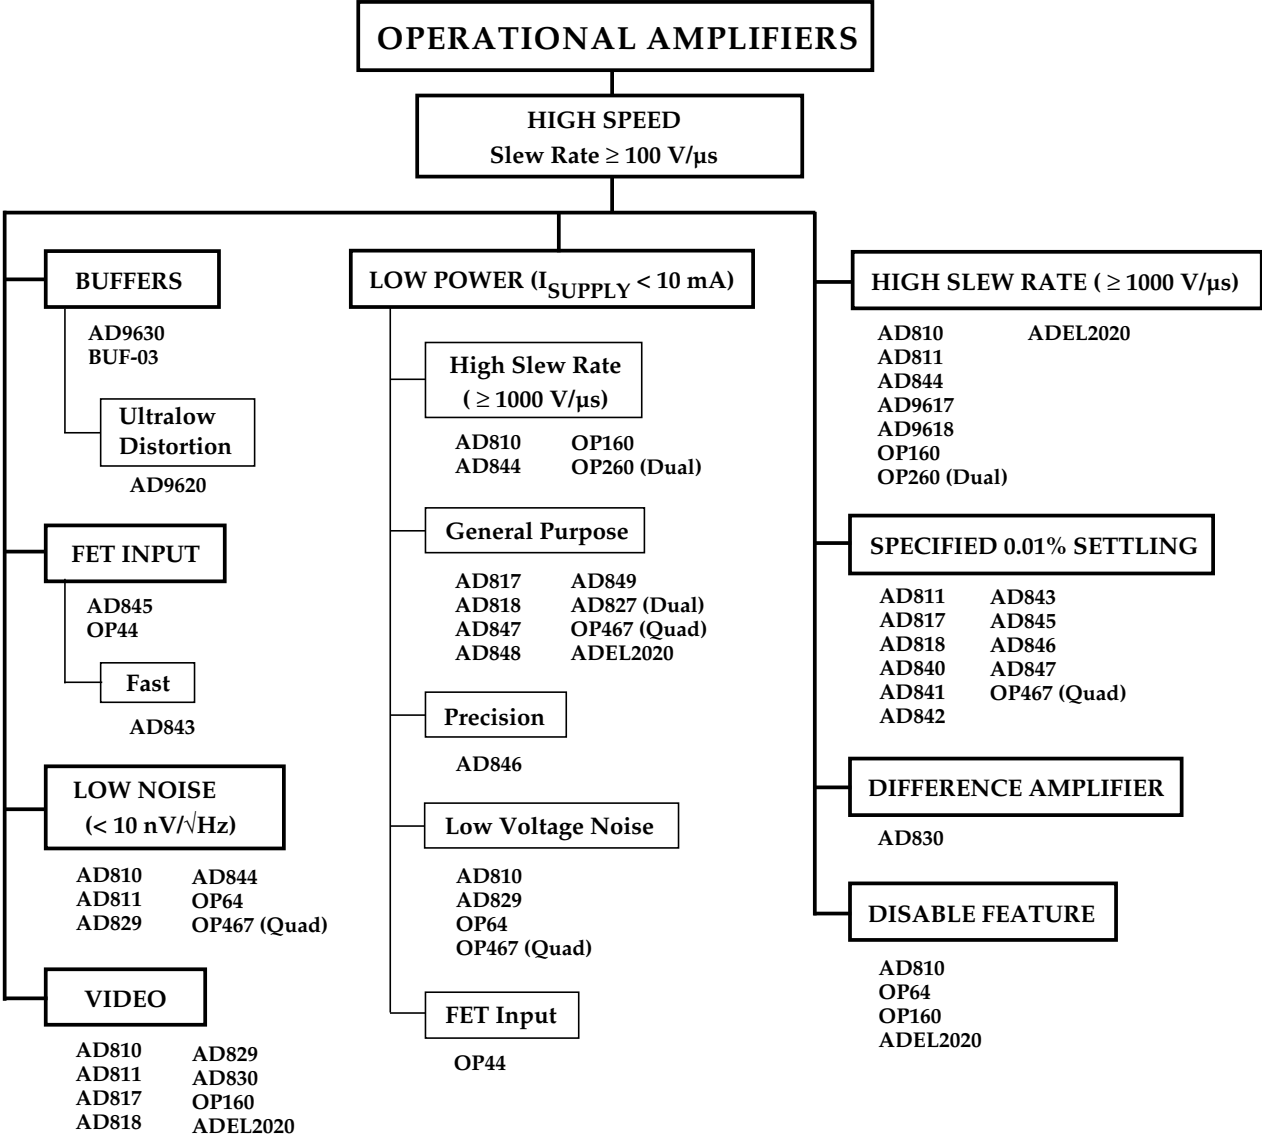 OPERATIONAL AMPLIFIERS
HIGH SPEED
Slew Rate ≥ 100 V/µs
BUFFERS
AD9630
BUF-03
Ultralow
Distortion
AD9620
FET INPUT
AD845
OP44
Fast
AD843
LOW NOISE
(< 10 nV/√Hz)
AD810 AD844
AD811 OP64
AD829 OP467 (Quad)
VIDEO
AD810 AD829
AD811 AD830
AD817 OP160
AD818 ADEL2020
LOW POWER (I_SUPPLY < 10 mA)
High Slew Rate
( ≥ 1000 V/µs)
AD810 OP160
AD844 OP260 (Dual)
General Purpose
AD817 AD849
AD818 AD827 (Dual)
AD847 OP467 (Quad)
AD848 ADEL2020
Precision
AD846
Low Voltage Noise
AD810
AD829
OP64
OP467 (Quad)
FET Input
OP44
HIGH SLEW RATE ( ≥ 1000 V/µs)
AD810 ADEL2020
AD811
AD844
AD9617
AD9618
OP160
OP260 (Dual)
SPECIFIED 0.01% SETTLING
AD811 AD843
AD817 AD845
AD818 AD846
AD840 AD847
AD841 OP467 (Quad)
AD842
DIFFERENCE AMPLIFIER
AD830
DISABLE FEATURE
AD810
OP64
OP160
ADEL2020